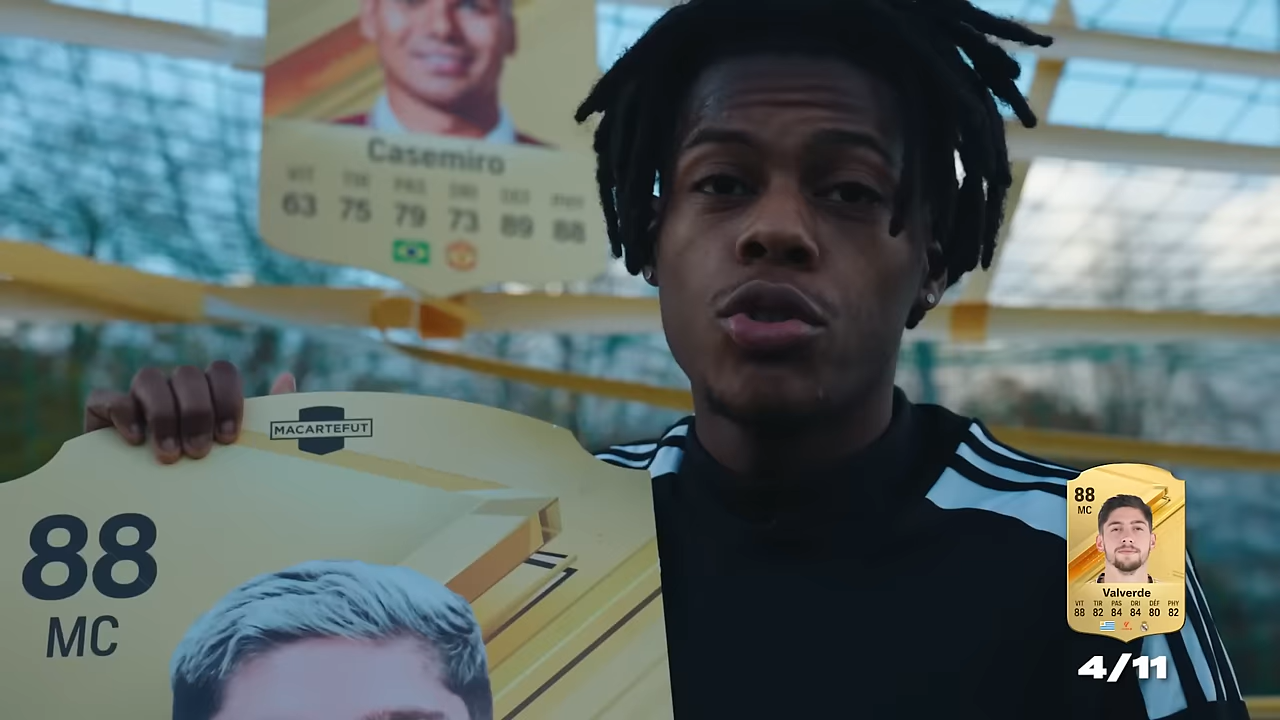 Casemiro
VIT TIR PAS DRI DEF PHY
63 75 79 73 89 88
MACARTEFUT
88
MC
88
MC
Valverde
VIT TIR PAS DRI DÉF PHY
88 82 84 84 80 82
4/11